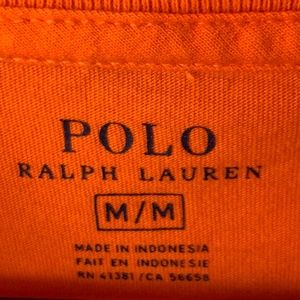 POLO
RALPH LAUREN
M/M
MADE IN INDONESIA
FAIT EN INDONESIE
RN 41381 / CA 56658